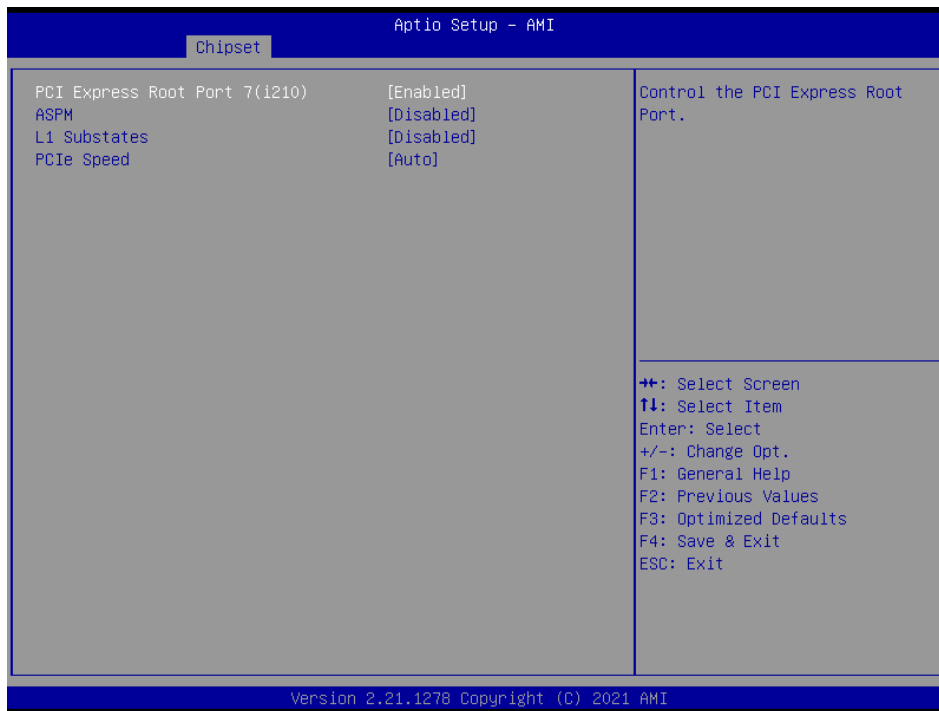 Aptio Setup – AMI
Chipset
PCI Express Root Port 7(i210) [Enabled]
ASPM [Disabled]
L1 Substates [Disabled]
PCIe Speed [Auto]
Control the PCI Express Root
Port.
→←: Select Screen
↑↓: Select Item
Enter: Select
+/-: Change Opt.
F1: General Help
F2: Previous Values
F3: Optimized Defaults
F4: Save & Exit
ESC: Exit
Version 2.21.1278 Copyright (C) 2021 AMI